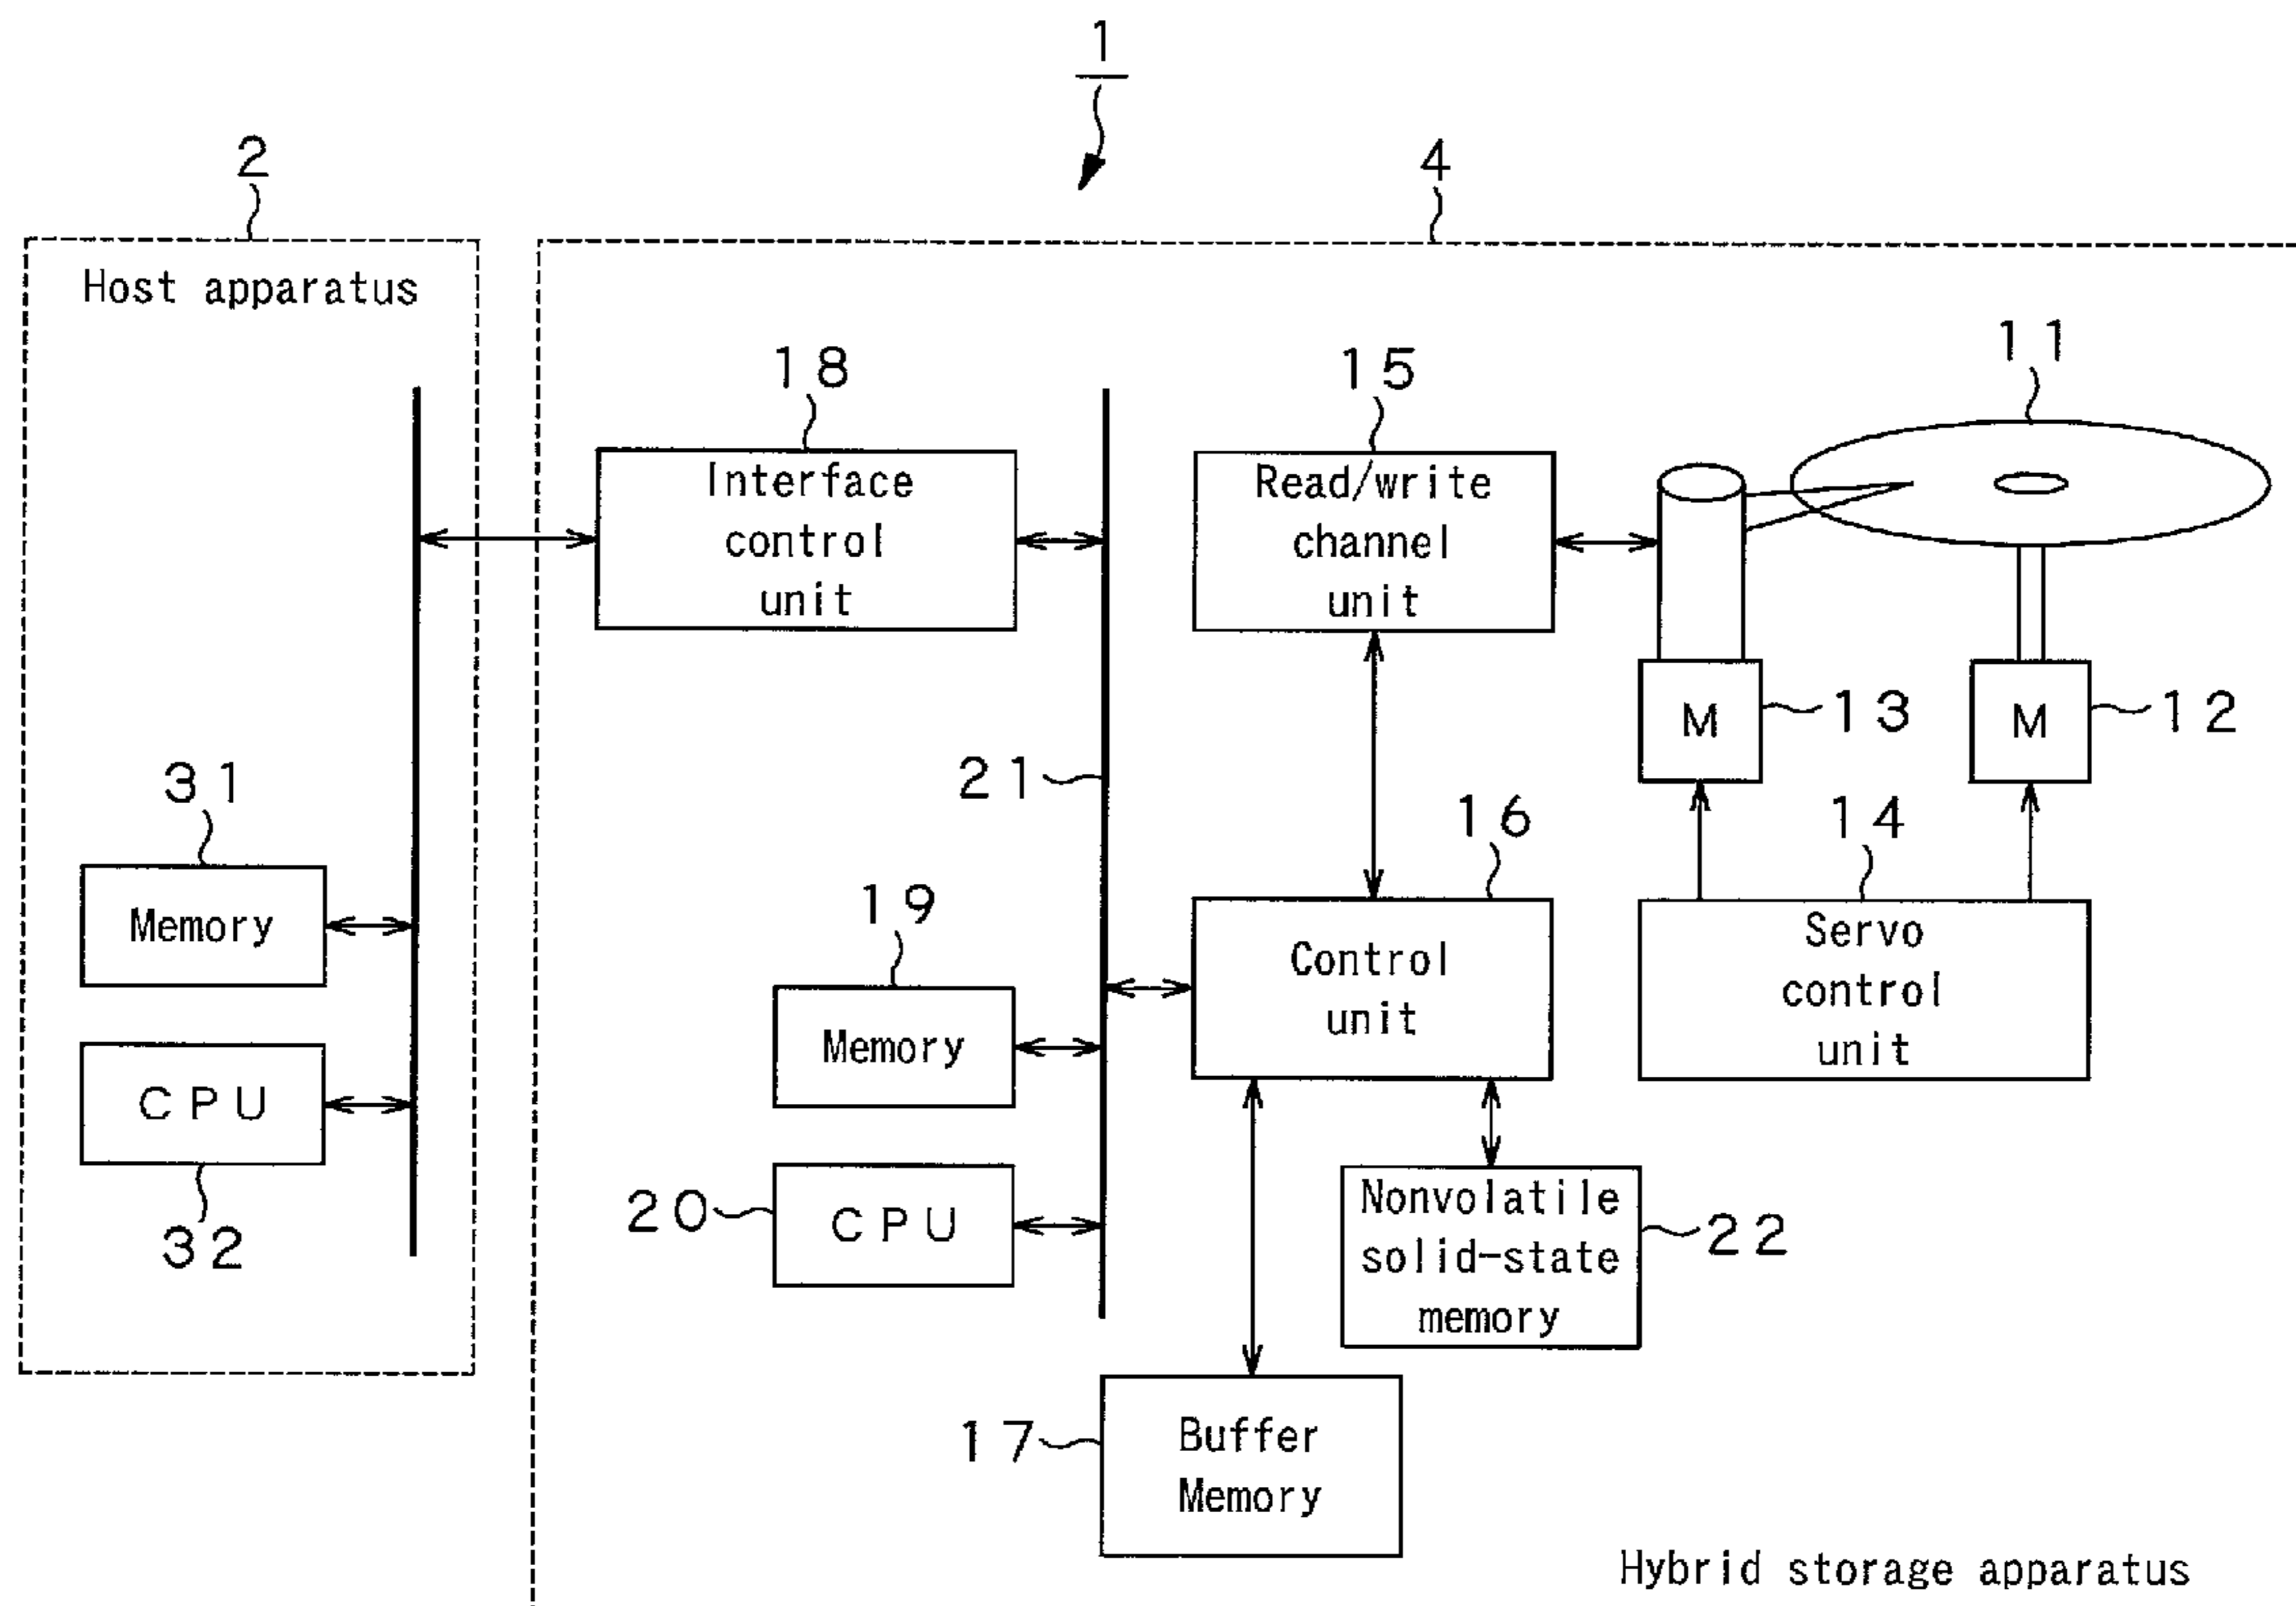 1
2
4
Host apparatus
18
15
11
Interface
control
unit
Read/write
channel
unit
M
13
M
12
21
31
16
14
Memory
19
Control
unit
Servo
control
unit
Memory
CPU
32
20
CPU
Nonvolatile
solid-state
memory
22
17
Buffer
Memory
Hybrid storage apparatus